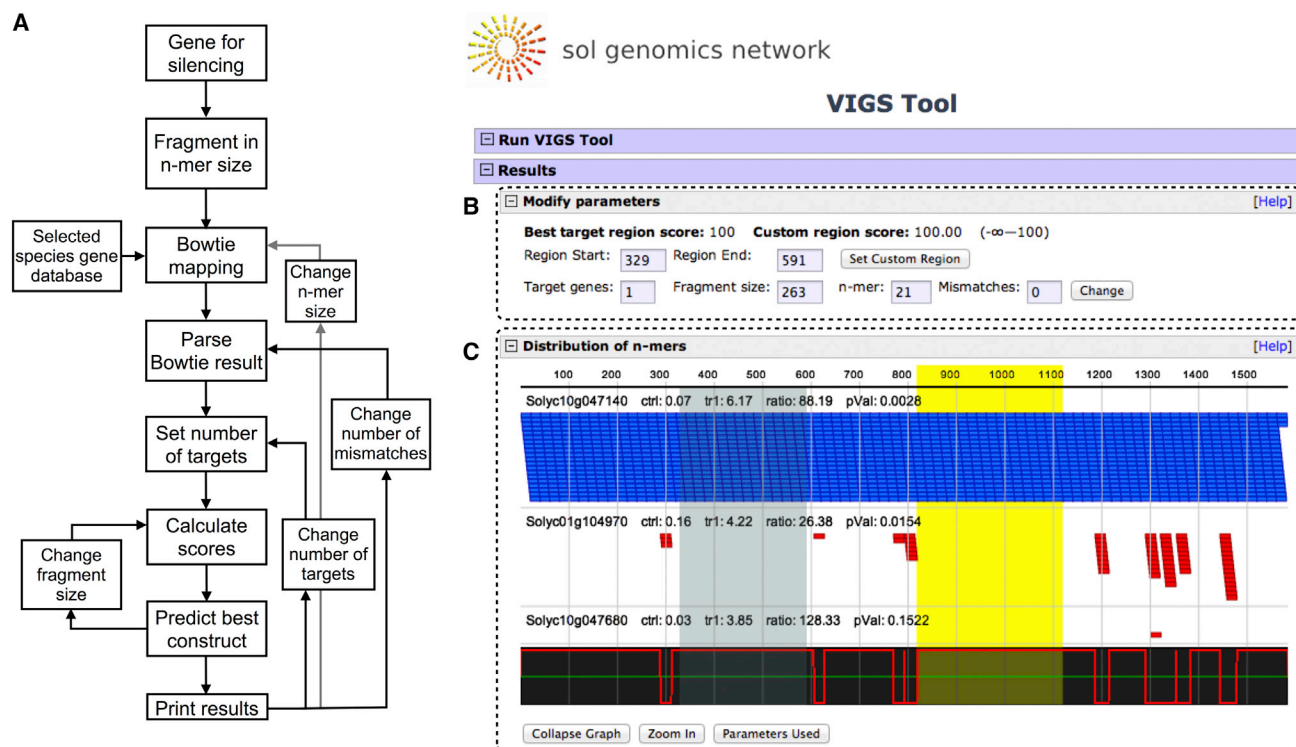 A
Gene for
silencing
Fragment in
n-mer size
Selected
species gene
database
Bowtie
mapping
Change
n-mer
size
Parse
Bowtie result
Set number
of targets
Change
number of
mismatches
Calculate
scores
Change
fragment
size
Change
number of
targets
Predict best
construct
Print results
sol genomics network
VIGS Tool
Run VIGS Tool
Results
B
Modify parameters [Help]
Best target region score: 100 Custom region score: 100.00 (-∞—100)
Region Start: 329 Region End: 591 Set Custom Region
Target genes: 1 Fragment size: 263 n-mer: 21 Mismatches: 0 Change
C
Distribution of n-mers [Help]
100 200 300 400 500 600 700 800 900 1000 1100 1200 1300 1400 1500
Solyc10g047140 ctrl: 0.07 tr1: 6.17 ratio: 88.19 pVal: 0.0028
Solyc01g104970 ctrl: 0.16 tr1: 4.22 ratio: 26.38 pVal: 0.0154
Solyc10g047680 ctrl: 0.03 tr1: 3.85 ratio: 128.33 pVal: 0.1522
Collapse Graph Zoom In Parameters Used